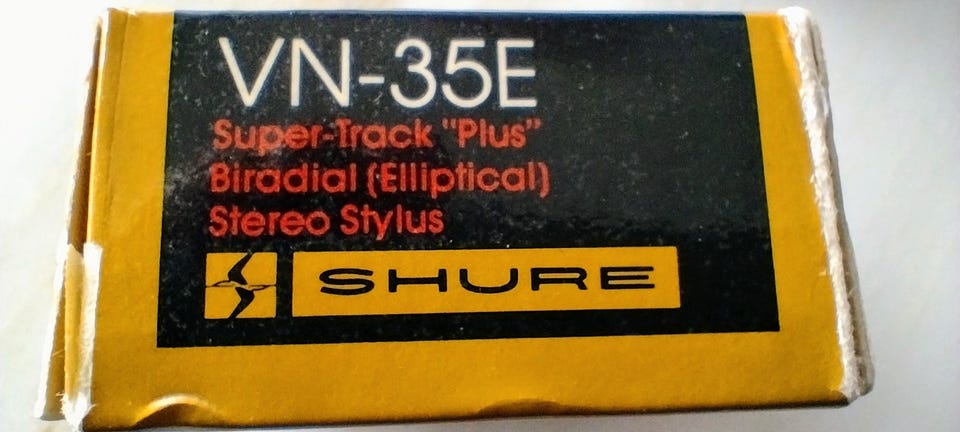 VN-35E
Super-Track "Plus"
Biradial (Elliptical)
Stereo Stylus
SHURE